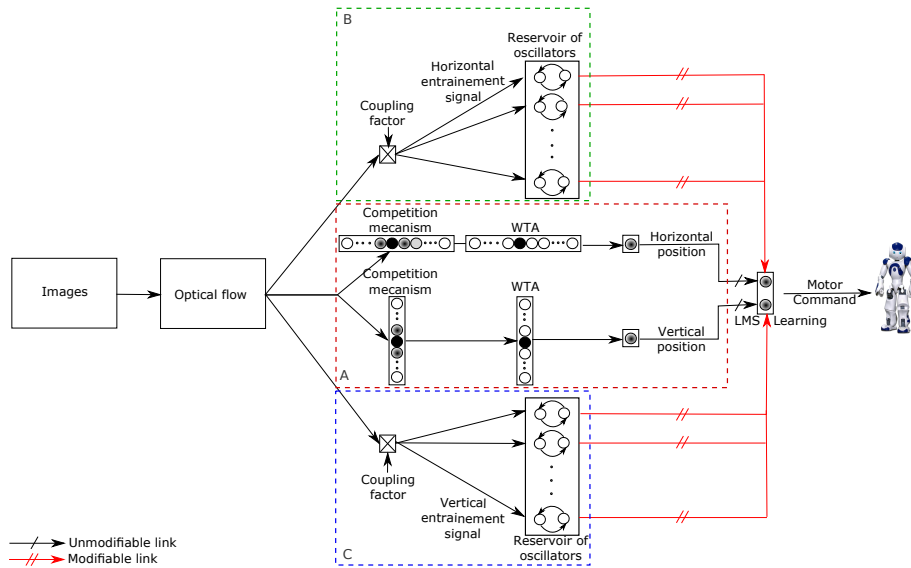 B
Reservoir of
oscillators
Horizontal
entrainement
signal
Coupling
factor
Competition
mecanism
WTA
Horizontal
position
Images
Optical flow
Competition
mecanism
WTA
Vertical
position
Motor
Command
LMS Learning
A
Coupling
factor
Vertical
entrainement
signal
Reservoir of
oscillators
C
Unmodifiable link
Modifiable link